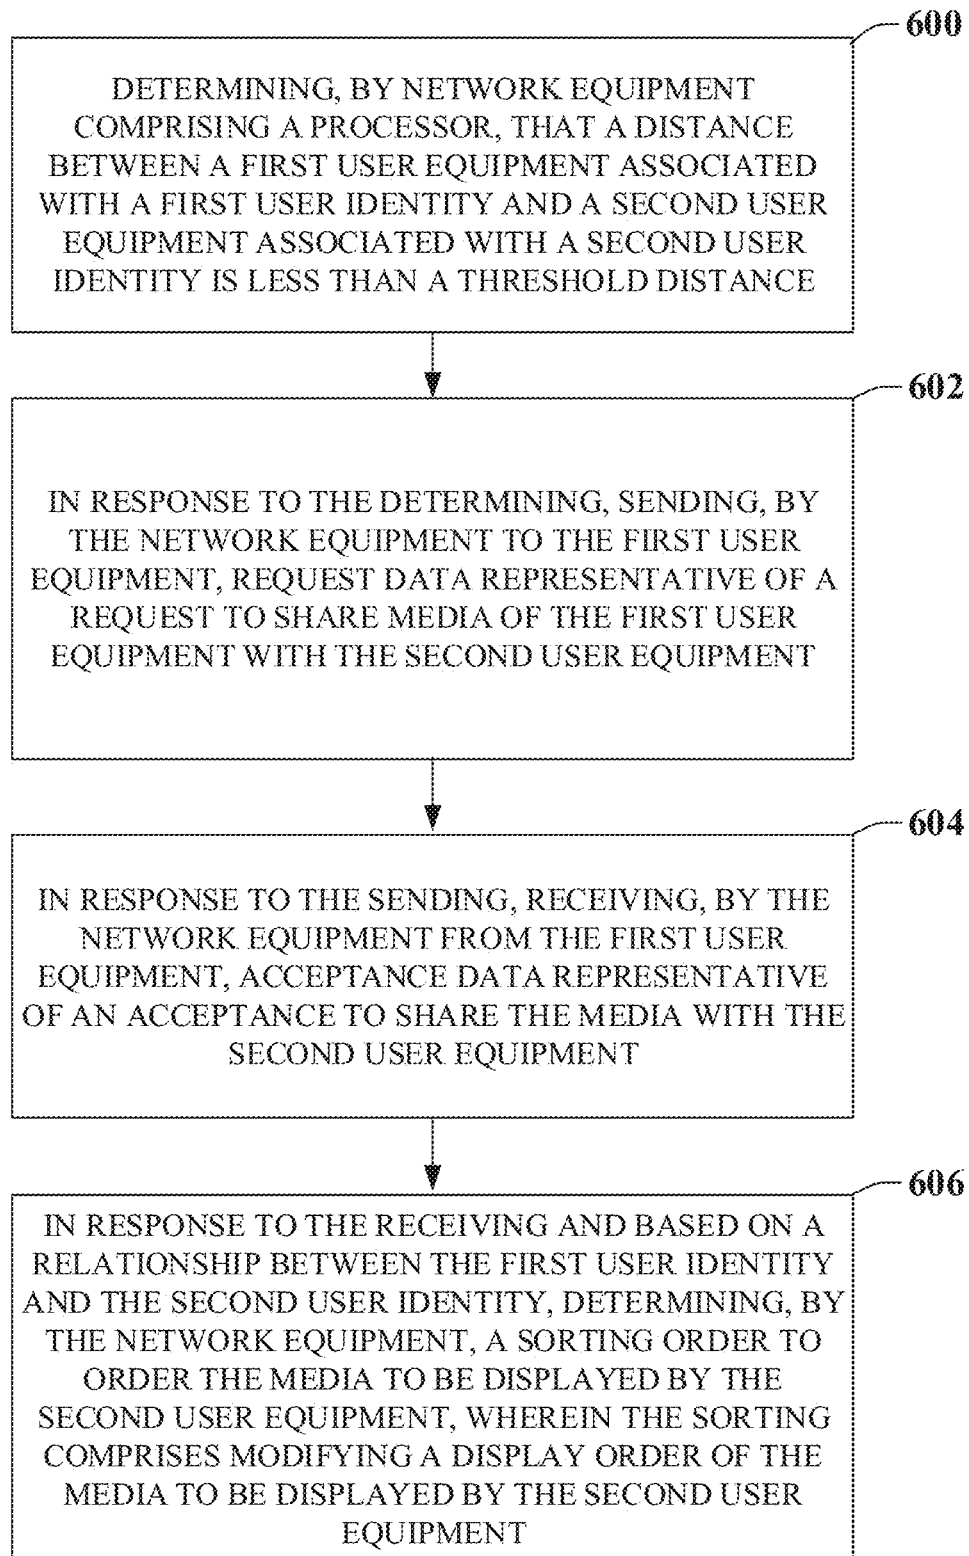 600
DETERMINING, BY NETWORK EQUIPMENT
COMPRISING A PROCESSOR, THAT A DISTANCE
BETWEEN A FIRST USER EQUIPMENT ASSOCIATED
WITH A FIRST USER IDENTITY AND A SECOND USER
EQUIPMENT ASSOCIATED WITH A SECOND USER
IDENTITY IS LESS THAN A THRESHOLD DISTANCE
602
IN RESPONSE TO THE DETERMINING, SENDING, BY
THE NETWORK EQUIPMENT TO THE FIRST USER
EQUIPMENT, REQUEST DATA REPRESENTATIVE OF A
REQUEST TO SHARE MEDIA OF THE FIRST USER
EQUIPMENT WITH THE SECOND USER EQUIPMENT
604
IN RESPONSE TO THE SENDING, RECEIVING, BY THE
NETWORK EQUIPMENT FROM THE FIRST USER
EQUIPMENT, ACCEPTANCE DATA REPRESENTATIVE
OF AN ACCEPTANCE TO SHARE THE MEDIA WITH THE
SECOND USER EQUIPMENT
606
IN RESPONSE TO THE RECEIVING AND BASED ON A
RELATIONSHIP BETWEEN THE FIRST USER IDENTITY
AND THE SECOND USER IDENTITY, DETERMINING, BY
THE NETWORK EQUIPMENT, A SORTING ORDER TO
ORDER THE MEDIA TO BE DISPLAYED BY THE
SECOND USER EQUIPMENT, WHEREIN THE SORTING
COMPRISES MODIFYING A DISPLAY ORDER OF THE
MEDIA TO BE DISPLAYED BY THE SECOND USER
EQUIPMENT